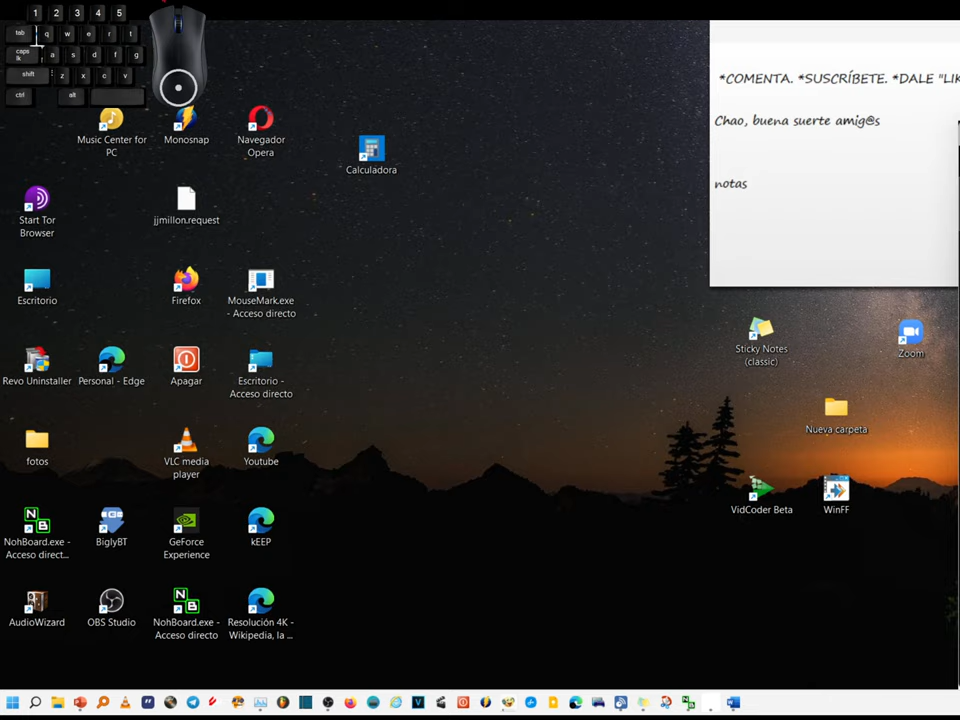 1 2 3 4 5
tab q w e r t
caps lk a s d f g
shift z x c v
ctrl alt
*COMENTA. *SUSCRÍBETE. *DALE "LIK
Chao, buena suerte amig@s
notas
Music Center for PC
Monosnap
Navegador Opera
Calculadora
Start Tor Browser
jjmillon.request
Escritorio
Firefox
MouseMark.exe - Acceso directo
Revo Uninstaller
Personal - Edge
Apagar
Escritorio - Acceso directo
Sticky Notes (classic)
Zoom
Nueva carpeta
fotos
VLC media player
Youtube
VidCoder Beta
WinFF
NohBoard.exe - Acceso direct...
BiglyBT
GeForce Experience
kEEP
AudioWizard
OBS Studio
NohBoard.exe - Acceso directo
Resolución 4K - Wikipedia, la ...